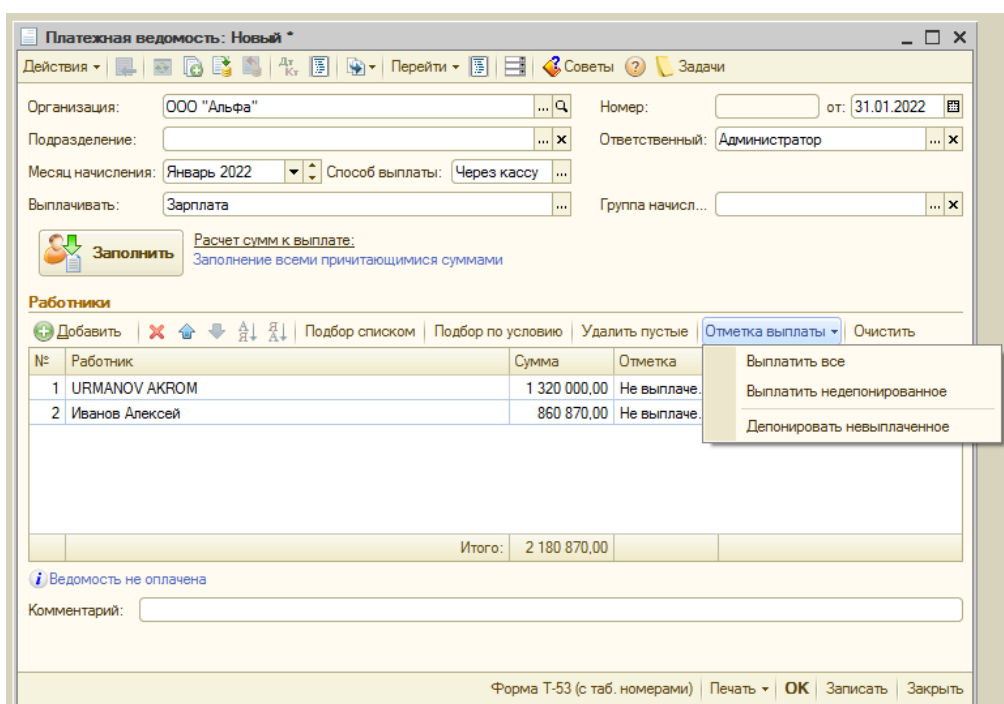 Платежная ведомость: Новый *
Действия Перейти Советы Задачи
Организация: ООО "Альфа" Номер: от: 31.01.2022
Подразделение: Ответственный: Администратор
Месяц начисления: Январь 2022 Способ выплаты: Через кассу
Выплачивать: Зарплата Группа начисл...
Заполнить
Расчет сумм к выплате:
Заполнение всеми причитающимися суммами
Работники
Добавить Подбор списком Подбор по условию Удалить пустые Отметка выплаты Очистить
№ Работник Сумма Отметка
Выплатить все
1 URMANOV AKROM 1 320 000,00 Не выплаче.
Выплатить недепонированное
2 Иванов Алексей 860 870,00 Не выплаче.
Депонировать невыплаченное
Итого: 2 180 870,00
Ведомость не оплачена
Комментарий:
Форма Т-53 (с таб. номерами) Печать OK Записать Закрыть